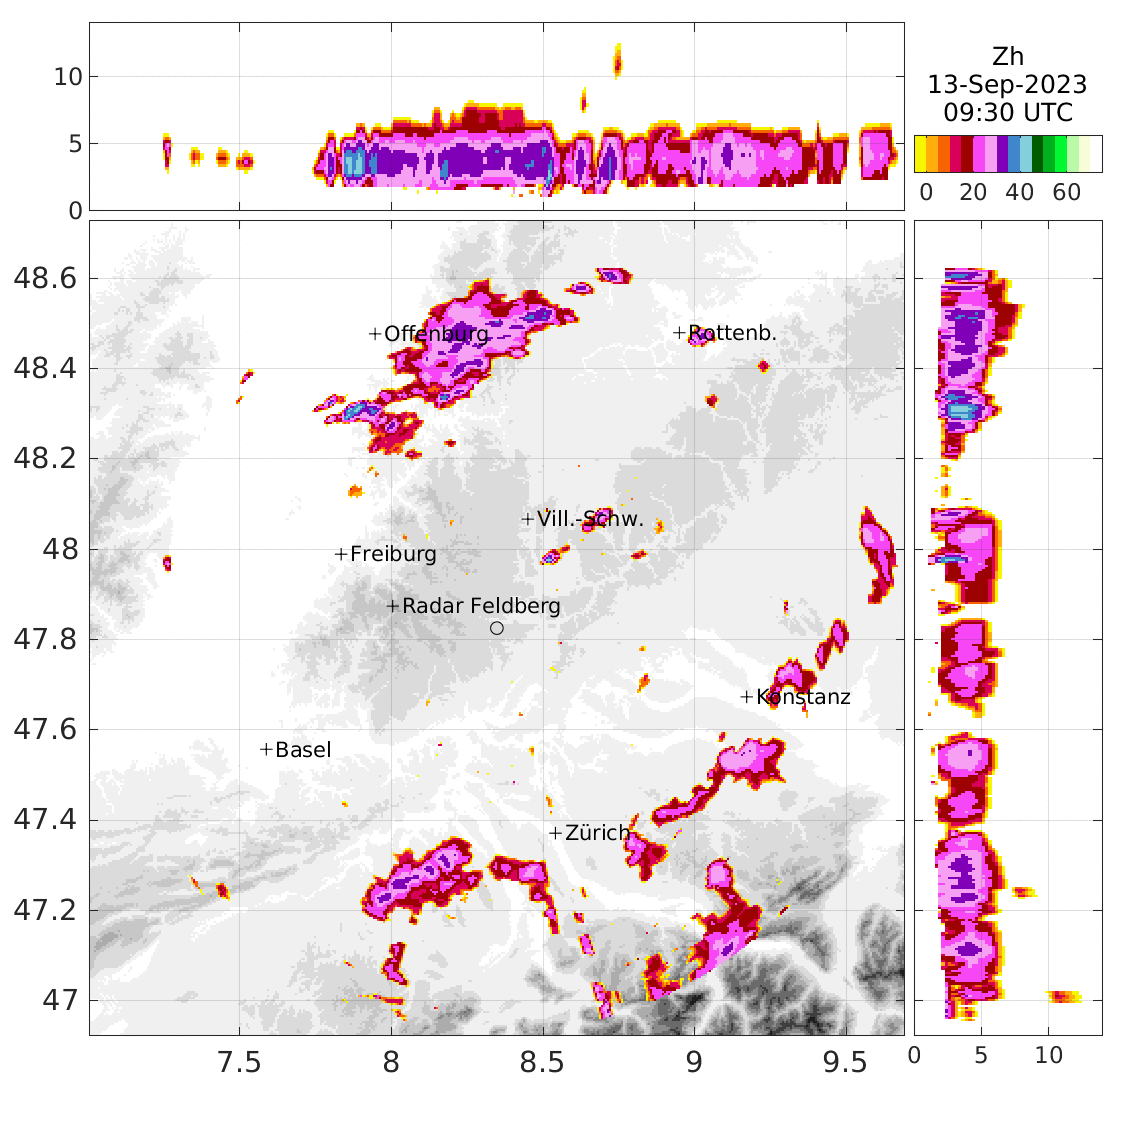 10
5
0
Zh
13-Sep-2023
09:30 UTC
0 20 40 60
48.6
48.4
48.2
48
47.8
47.6
47.4
47.2
47
+Offenburg
+Rottenb.
+Vill.-Schw.
+Freiburg
+Radar Feldberg
+Konstanz
+Basel
+Zürich
7.5 8 8.5 9 9.5
0 5 10